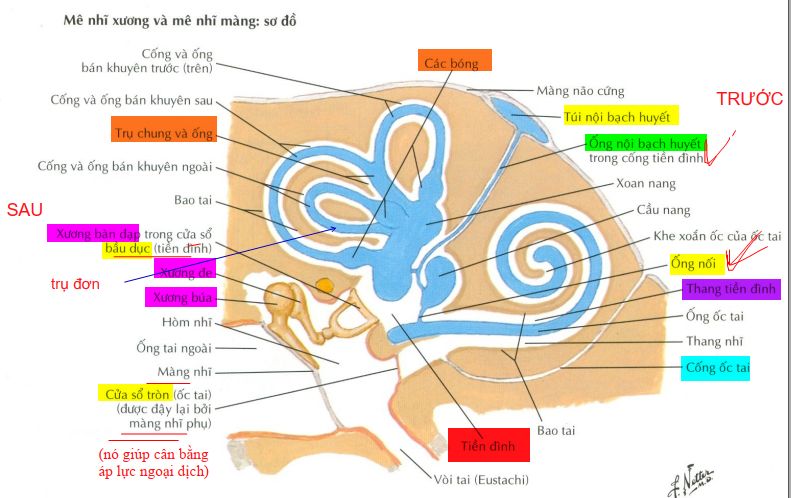 Mê nhĩ xương và mê nhĩ màng: sơ đồ
Cống và ống
bán khuyên trước (trên)
Cống và ống bán khuyên sau
Trụ chung và ống
Cống và ống bán khuyên ngoài
Bao tai
SAU
Xương bàn đạp trong cửa sổ
bầu dục (tiền đình)
trụ đơn
Xương đe
Xương búa
Hòm nhĩ
Ống tai ngoài
Màng nhĩ
Cửa sổ tròn (ốc tai)
(được đậy lại bởi
màng nhĩ phụ)
(nó giúp cân bằng
áp lực ngoại dịch)
Các bóng
Màng não cứng
TRƯỚC
Túi nội bạch huyết
Ống nội bạch huyết
trong cống tiền đình
Xoan nang
Cầu nang
Khe xoắn ốc của ốc tai
Ống nối
Thang tiền đình
Ống ốc tai
Thang nhĩ
Cống ốc tai
Bao tai
Tiền đình
Vòi tai (Eustachi)
F. Netter
M.D.